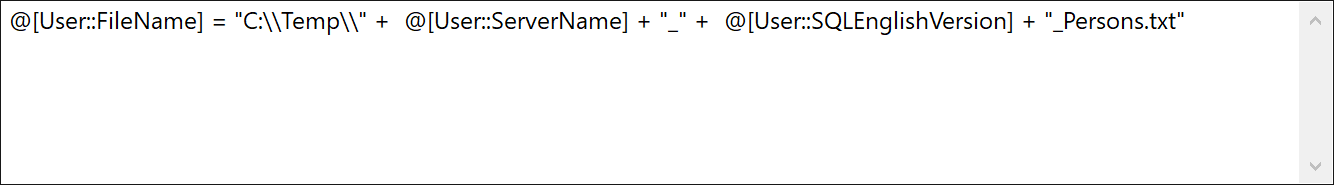 @[User::FileName] = "C:\\Temp\\" +  @[User::ServerName] + "_" +  @[User::SQLEnglishVersion] + "_Persons.txt"